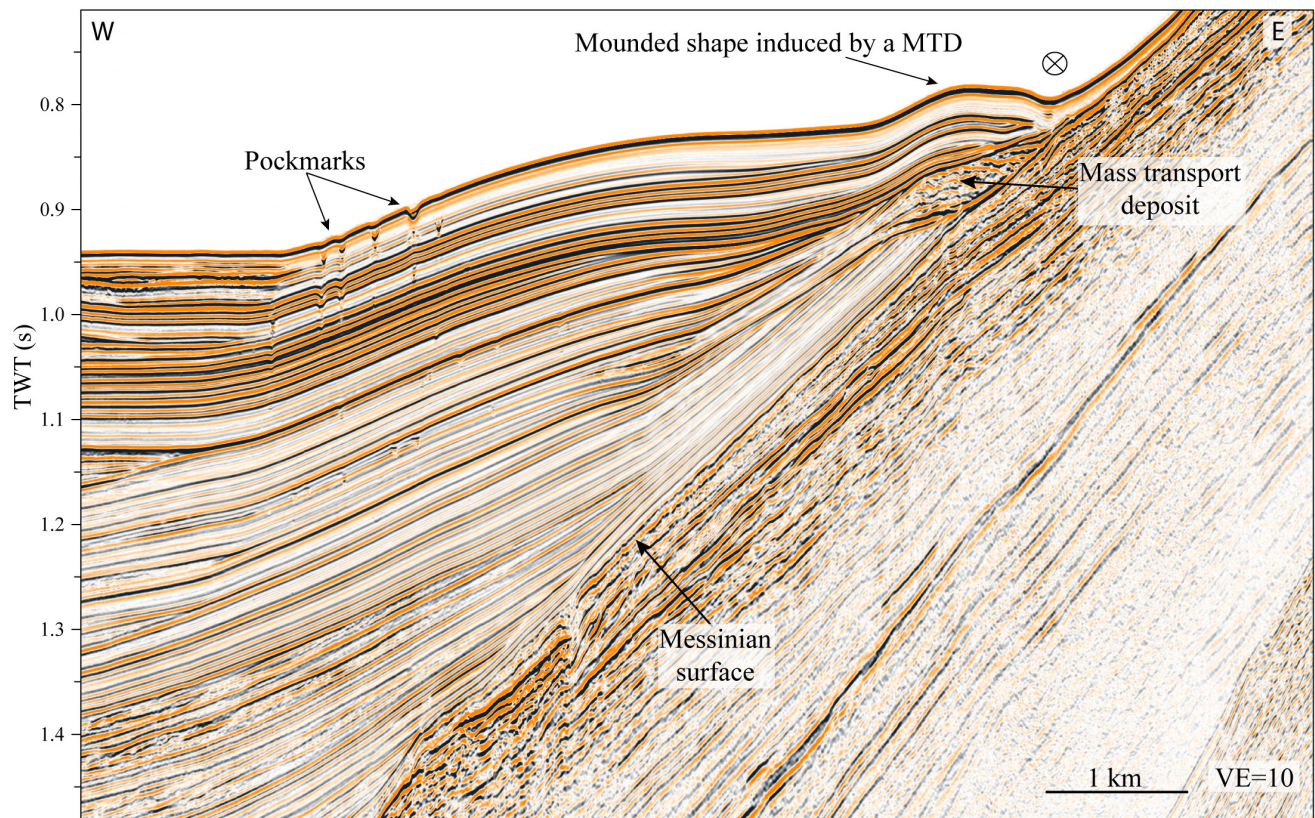 W
E
Mounded shape induced by a MTD
0.8
Pockmarks
Mass transport
deposit
0.9
1.0
TWT (s)
1.1
1.2
1.3
Messinian
surface
1.4
1 km
VE=10